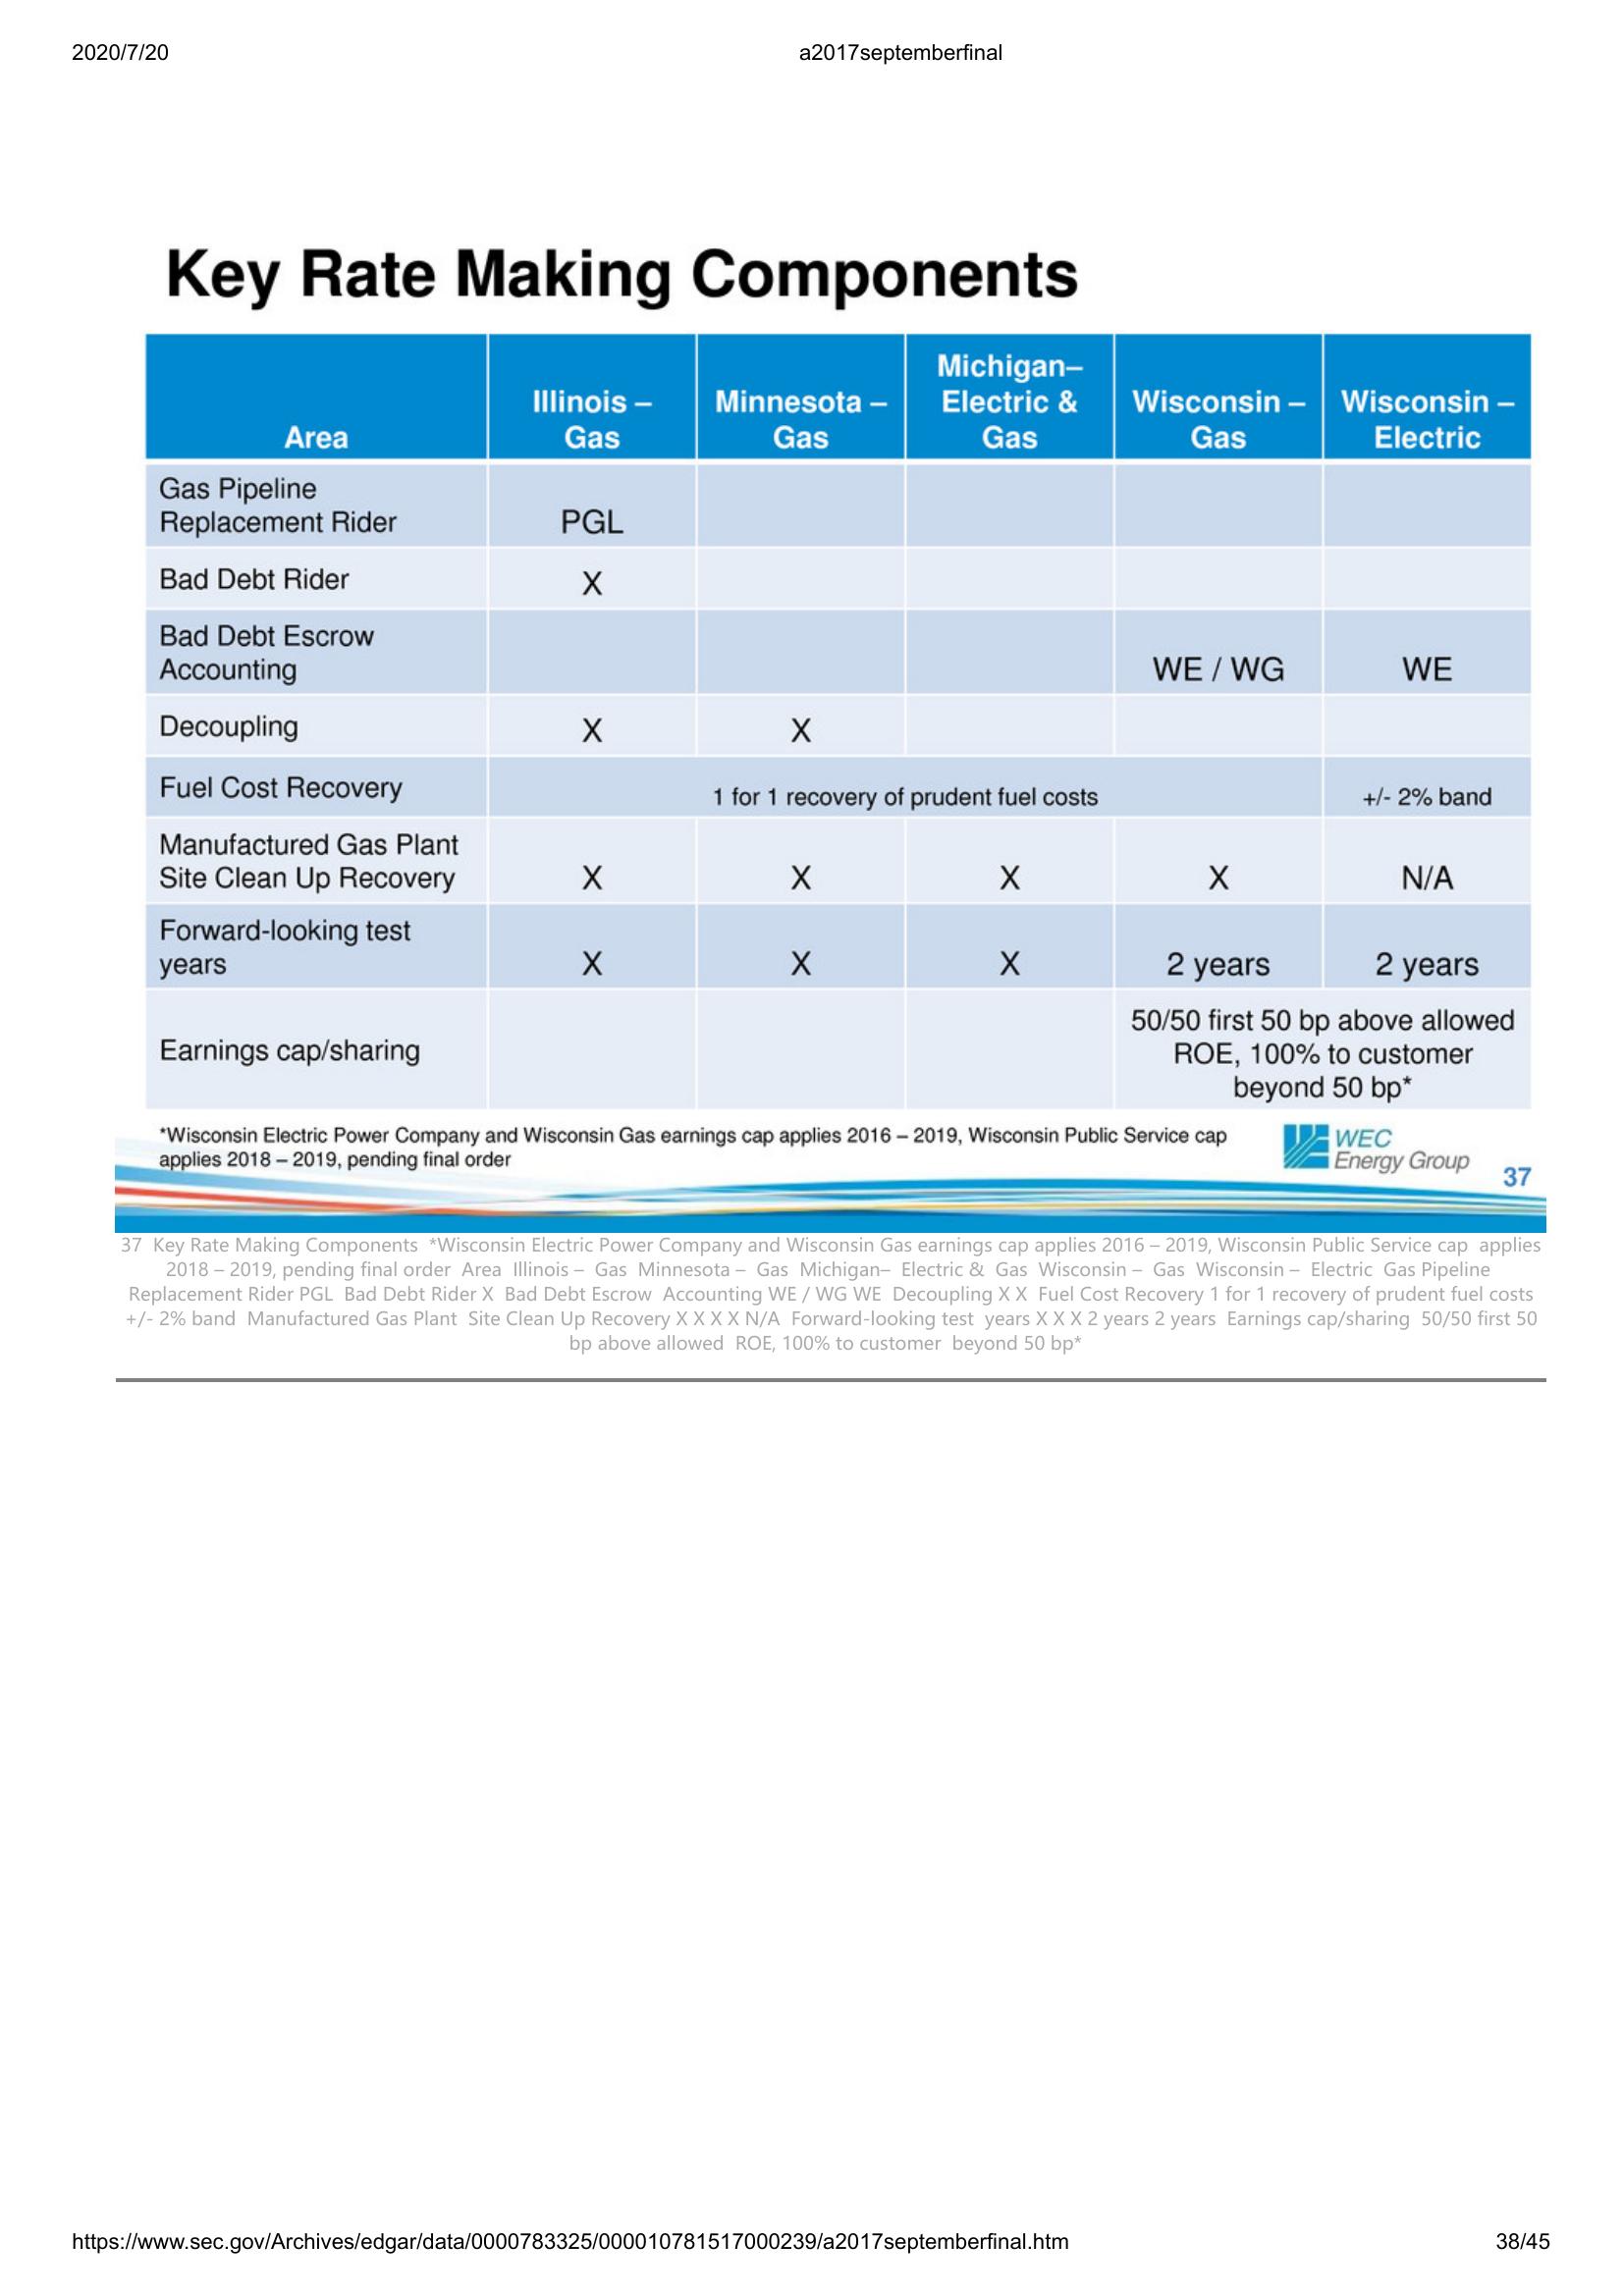 2020/7/20 a2017septemberfinal
Key Rate Making Components
Area Illinois – Gas Minnesota – Gas Michigan– Electric & Gas Wisconsin – Gas Wisconsin – Electric
Gas Pipeline Replacement Rider PGL
Bad Debt Rider X
Bad Debt Escrow Accounting WE / WG WE
Decoupling X X
Fuel Cost Recovery 1 for 1 recovery of prudent fuel costs +/- 2% band
Manufactured Gas Plant Site Clean Up Recovery X X X X N/A
Forward-looking test years X X X 2 years 2 years
Earnings cap/sharing 50/50 first 50 bp above allowed ROE, 100% to customer beyond 50 bp*
*Wisconsin Electric Power Company and Wisconsin Gas earnings cap applies 2016 – 2019, Wisconsin Public Service cap
applies 2018 – 2019, pending final order
WEC
Energy Group
37
37 Key Rate Making Components *Wisconsin Electric Power Company and Wisconsin Gas earnings cap applies 2016 – 2019, Wisconsin Public Service cap applies
2018 – 2019, pending final order Area Illinois – Gas Minnesota – Gas Michigan– Electric & Gas Wisconsin – Gas Wisconsin – Electric Gas Pipeline
Replacement Rider PGL Bad Debt Rider X Bad Debt Escrow Accounting WE / WG WE Decoupling X X Fuel Cost Recovery 1 for 1 recovery of prudent fuel costs
+/- 2% band Manufactured Gas Plant Site Clean Up Recovery X X X X N/A Forward-looking test years X X X 2 years 2 years Earnings cap/sharing 50/50 first 50
bp above allowed ROE, 100% to customer beyond 50 bp*
https://www.sec.gov/Archives/edgar/data/0000783325/000010781517000239/a2017septemberfinal.htm 38/45